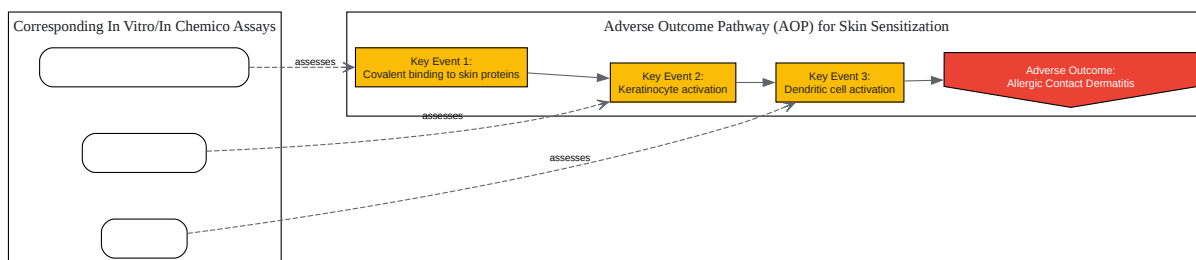 Corresponding In Vitro/In Chemico Assays
Adverse Outcome Pathway (AOP) for Skin Sensitization
assesses
Key Event 1:
Covalent binding to skin proteins
Key Event 2:
Keratinocyte activation
Key Event 3:
Dendritic cell activation
Adverse Outcome:
Allergic Contact Dermatitis
assesses
assesses